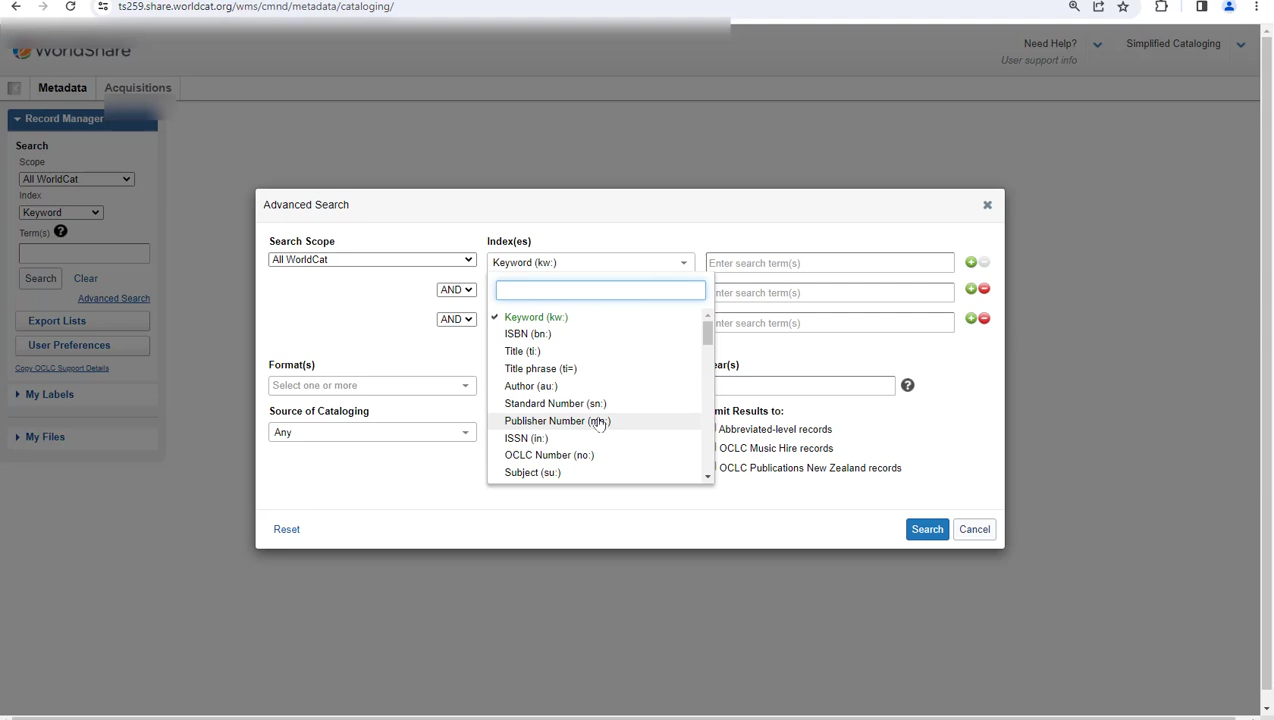 ts259.share.worldcat.org/wms/cmnd/metadata/cataloging/
WorldShare
Need Help?
User support info
Simplified Cataloging
Metadata
Acquisitions
Record Manager
Search
Scope
All WorldCat
Index
Keyword
Term(s)
Search
Clear
Advanced Search
Export Lists
User Preferences
Copy OCLC Support Details
My Labels
My Files
Advanced Search
Search Scope
Index(es)
All WorldCat
Keyword (kw:)
Enter search term(s)
AND
nter search term(s)
AND
nter search term(s)
Keyword (kw:)
ISBN (bn:)
Title (ti:)
Title phrase (ti=)
Author (au:)
Standard Number (sn:)
Publisher Number
ISSN (in:)
OCLC Number (no:)
Subject (su:)
Format(s)
Select one or more
ear(s)
Source of Cataloging
Any
mit Results to:
Abbreviated-level records
OCLC Music Hire records
OCLC Publications New Zealand records
Reset
Search
Cancel